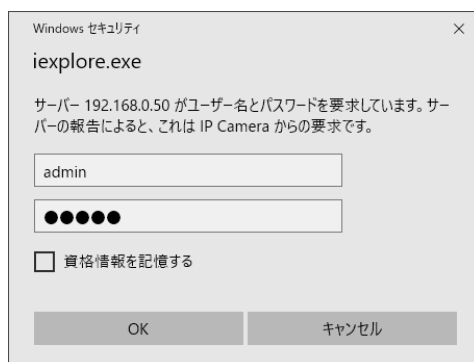 Windows セキュリティ
iexplore.exe
サーバー 192.168.0.50 がユーザー名とパスワードを要求しています。サー
バーの報告によると、これは IP Camera からの要求です。
admin
●●●●●
資格情報を記憶する
OK
キャンセル